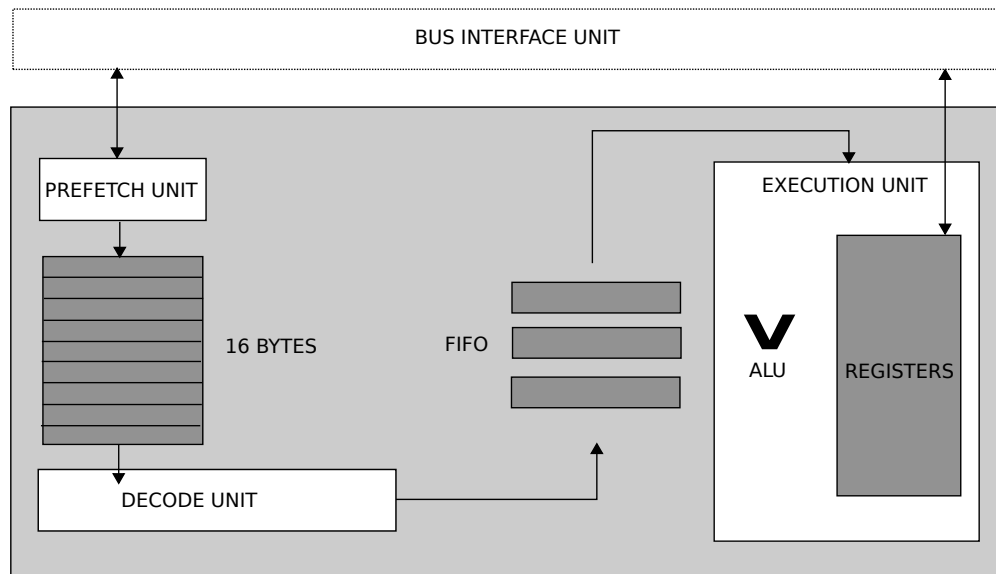 BUS INTERFACE UNIT
PREFETCH UNIT
EXECUTION UNIT
16 BYTES
FIFO
ALU
REGISTERS
DECODE UNIT